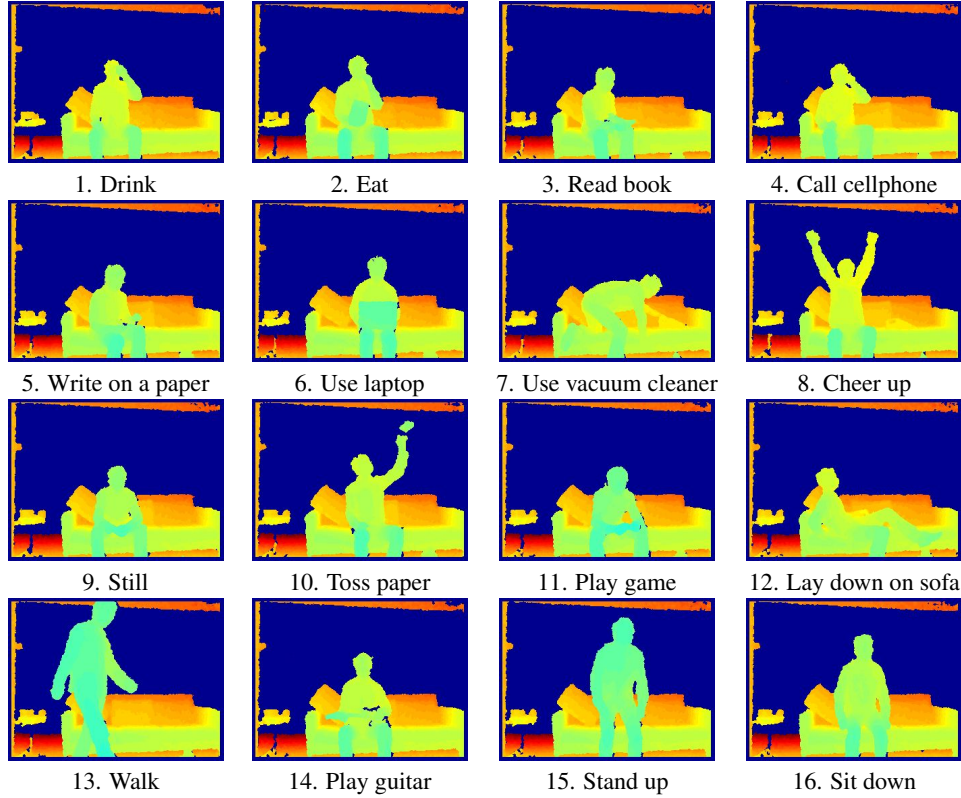 1. Drink
2. Eat
3. Read book
4. Call cellphone
5. Write on a paper
6. Use laptop
7. Use vacuum cleaner
8. Cheer up
9. Still
10. Toss paper
11. Play game
12. Lay down on sofa
13. Walk
14. Play guitar
15. Stand up
16. Sit down